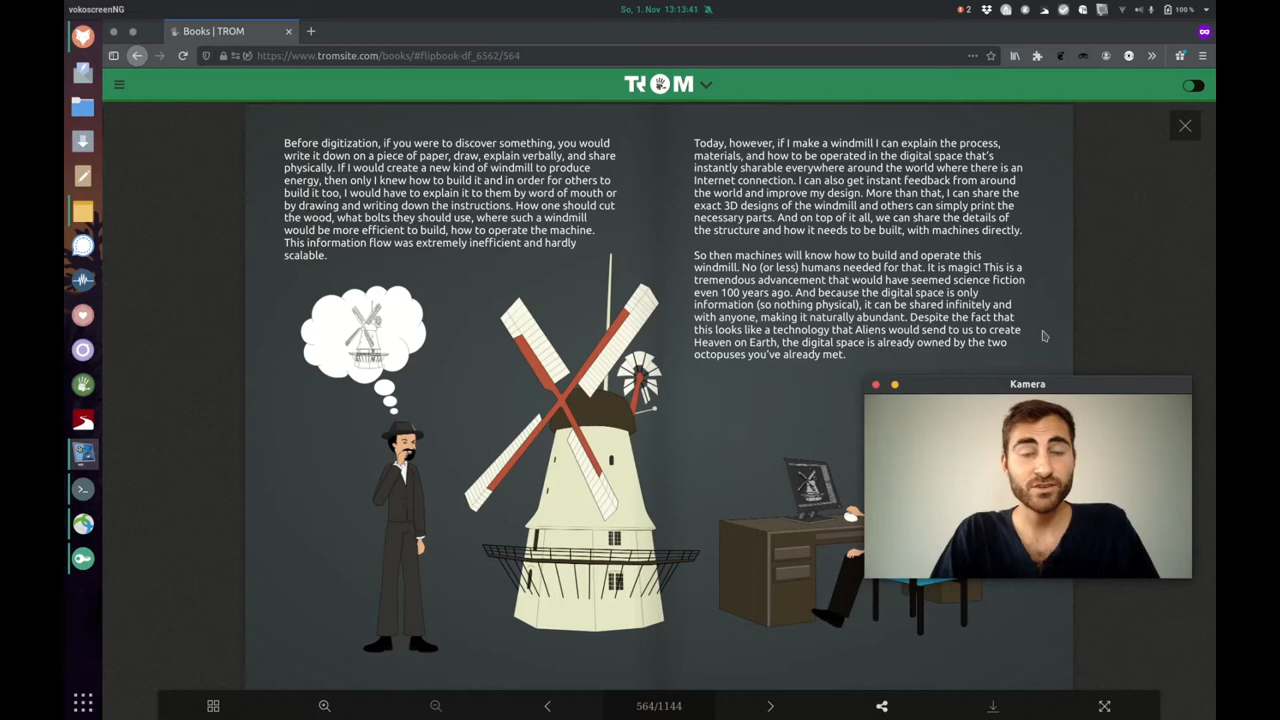 vokoscreenNG
So, 1. Nov 13:13:41
2
100 %
Books | TROM
https://www.tromsite.com/books/#flipbook-df_6562/564
TROM
Before digitization, if you were to discover something, you would
write it down on a piece of paper, draw, explain verbally, and share
physically. If I would create a new kind of windmill to produce
energy, then only I knew how to build it and in order for others to
build it too, I would have to explain it to them by word of mouth or
by drawing and writing down the instructions. How one should cut
the wood, what bolts they should use, where such a windmill
would be more efficient to build, how to operate the machine.
This information flow was extremely inefficient and hardly
scalable.
Today, however, if I make a windmill I can explain the process,
materials, and how to be operated in the digital space that's
instantly sharable everywhere around the world where there is an
Internet connection. I can also get instant feedback from around
the world and improve my design. More than that, I can share the
exact 3D designs of the windmill and others can simply print the
necessary parts. And on top of it all, we can share the details of
the structure and how it needs to be built, with machines directly.
So then machines will know how to build and operate this
windmill. No (or less) humans needed for that. It is magic! This is a
tremendous advancement that would have seemed science fiction
even 100 years ago. And because the digital space is only
information (so nothing physical), it can be shared infinitely and
with anyone, making it naturally abundant. Despite the fact that
this looks like a technology that Aliens would send to us to create
Heaven on Earth, the digital space is already owned by the two
octopuses you've already met.
Kamera
564/1144